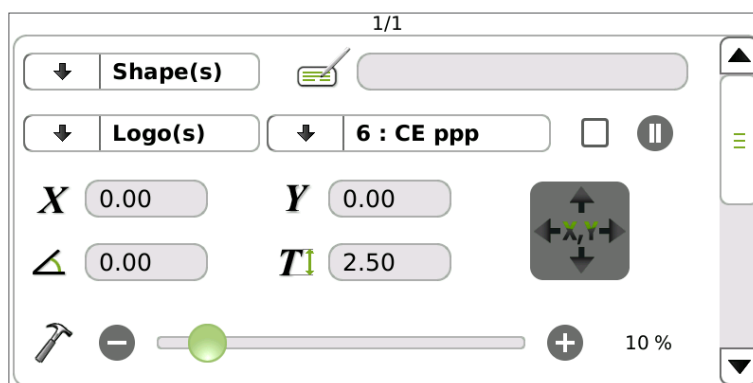 1/1
Shape(s)
Logo(s) 6 : CE ppp
X 0.00 Y 0.00 X,Y
0.00 T 2.50
10 %